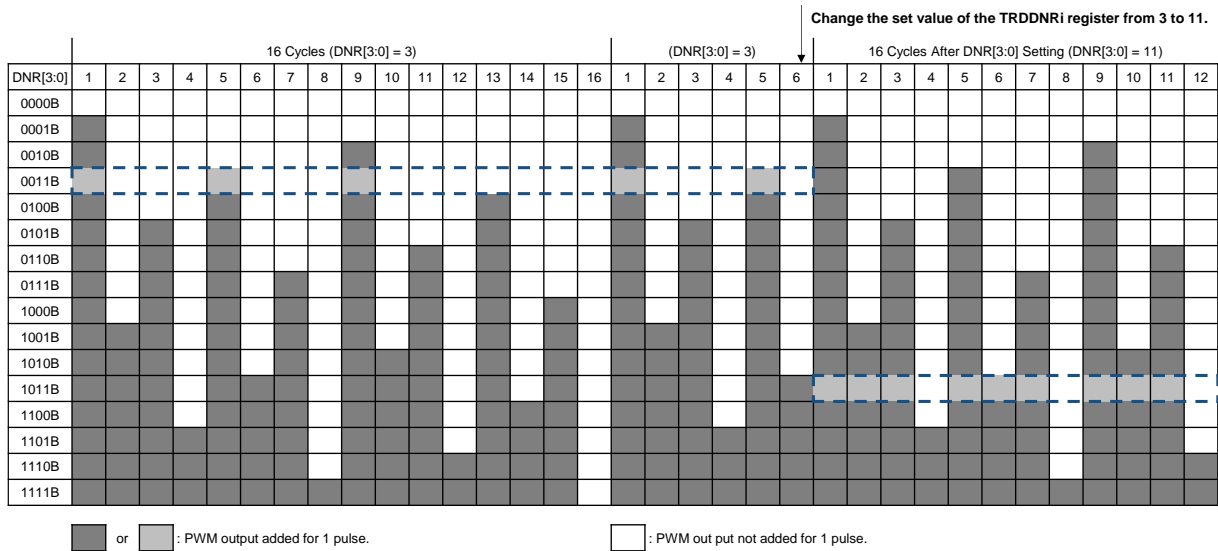 Change the set value of the TRDDNRi register from 3 to 11.
16 Cycles (DNR[3:0] = 3) (DNR[3:0] = 3) 16 Cycles After DNR[3:0] Setting (DNR[3:0] = 11)
DNR[3:0] 1 2 3 4 5 6 7 8 9 10 11 12 13 14 15 16 1 2 3 4 5 6 1 2 3 4 5 6 7 8 9 10 11 12
0000B
0001B
0010B
0011B
0100B
0101B
0110B
0111B
1000B
1001B
1010B
1011B
1100B
1101B
1110B
1111B
or : PWM output added for 1 pulse. : PWM out put not added for 1 pulse.